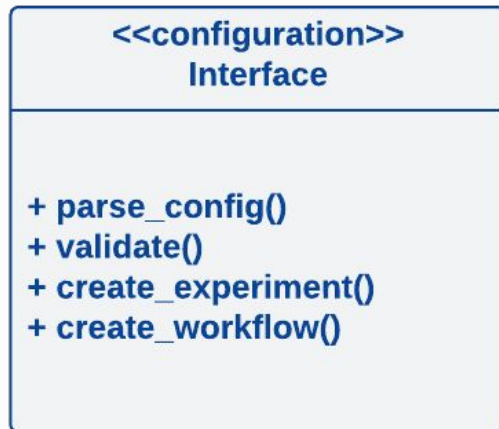 <<configuration>>
Interface
+ parse_config()
+ validate()
+ create_experiment()
+ create_workflow()